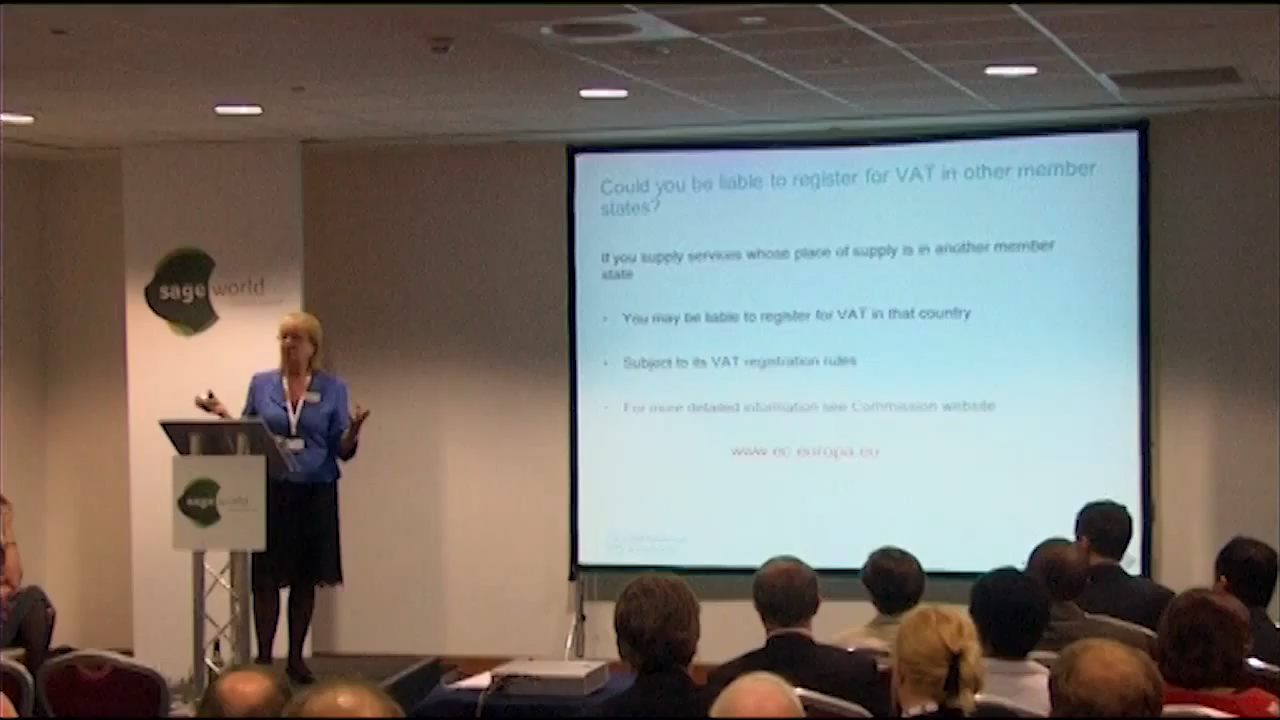 Could you be liable to register for VAT in other member
states?
If you supply services whose place of supply is in another member
state
· You may be liable to register for VAT in that country
· Subject to its VAT registration rules
· For more detailed information see Commission website
www.ec.europa.eu
sage world
sage world